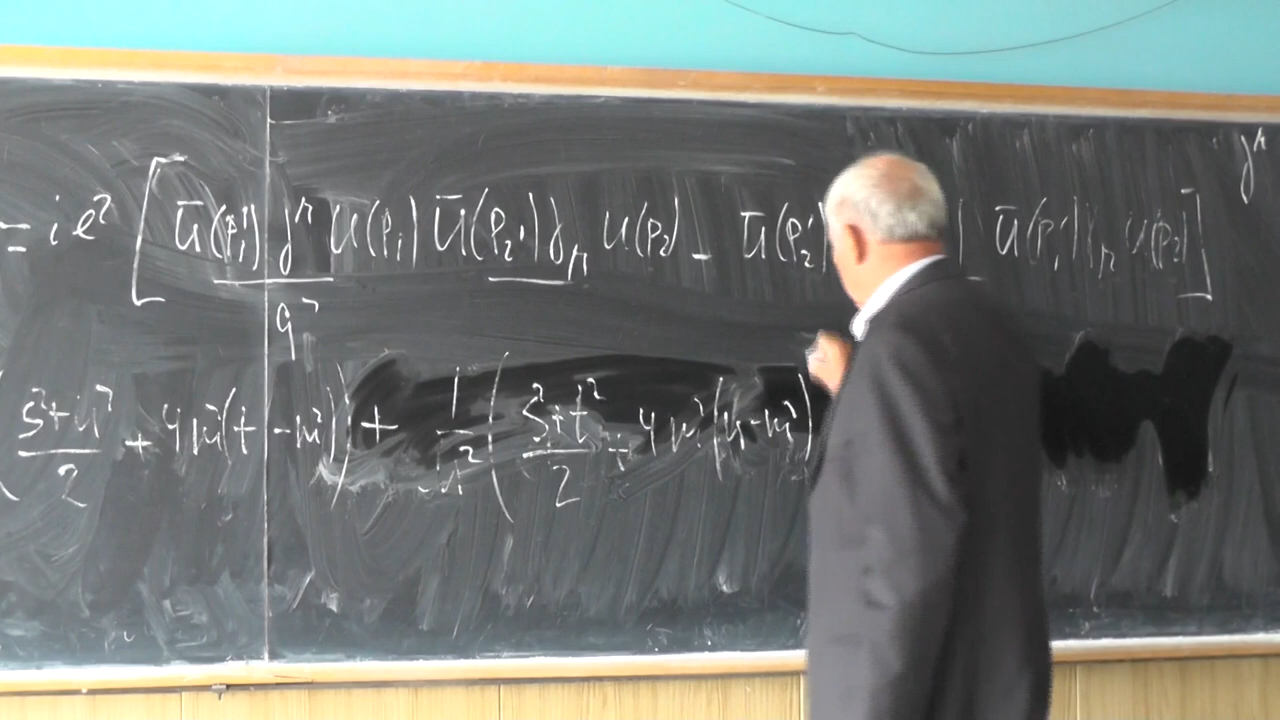 γ^μ
= i e² [ ū(p₁') γ^μ u(p₁) ū(p₂') γ_μ u(p₂) - ū(p₂') ū(p₁') γ_μ u(p₂) ]
q²
( s²+u² / 2 + 4m²(t - m²) ) + 1/u² ( s²+t² / 2 + 4m²(u - m²)